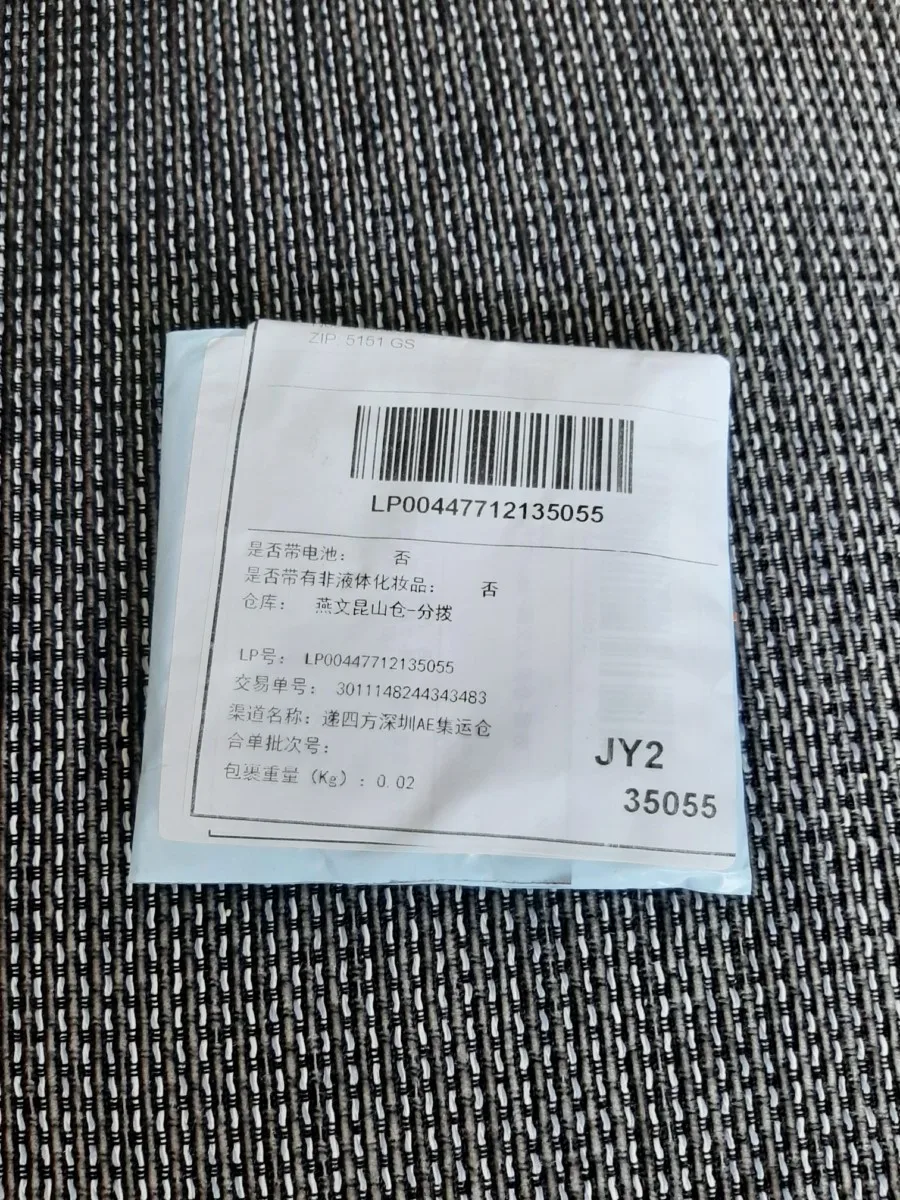 ZIP: 5151 GS
LP00447712135055
是否带电池： 否
是否带有非液体化妆品： 否
仓库： 燕文昆山仓-分拨
LP号： LP00447712135055
交易单号： 3011148244343483
渠道名称：递四方深圳AE集运仓
合单批次号：
包裹重量（Kg）：0.02
JY2
35055